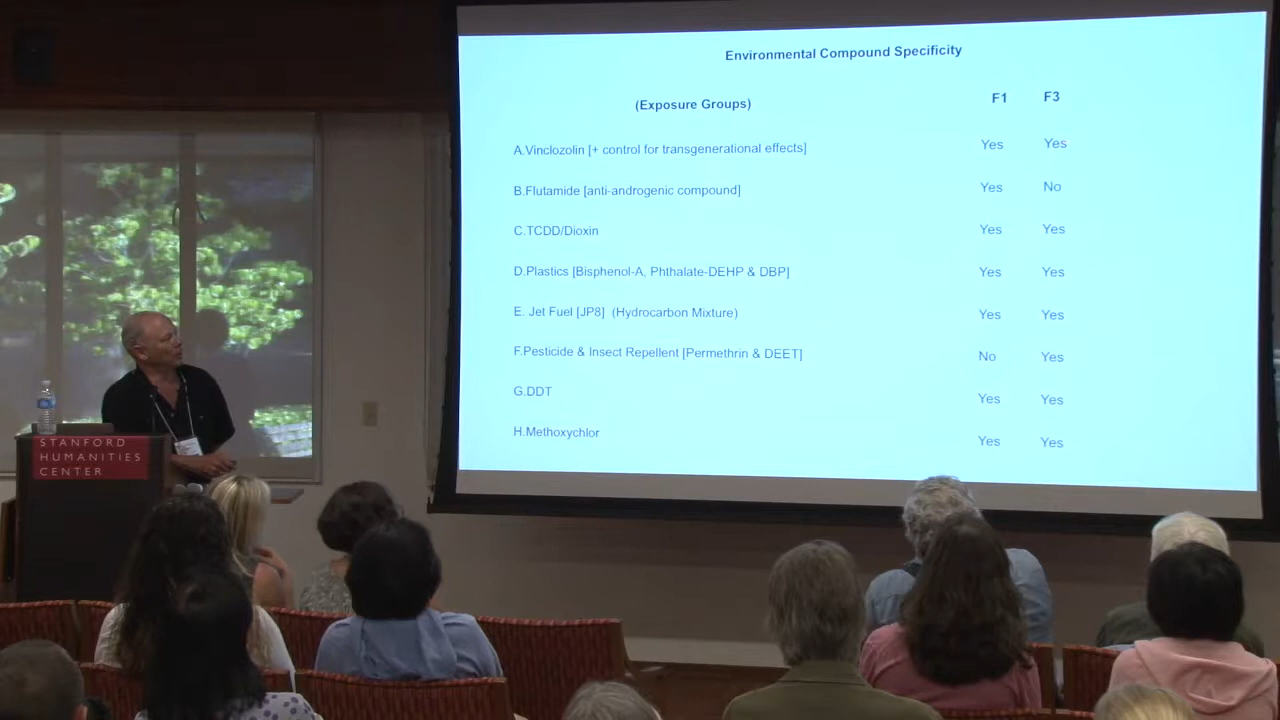 Environmental Compound Specificity
(Exposure Groups) F1 F3
A.Vinclozolin [+ control for transgenerational effects] Yes Yes
B.Flutamide [anti-androgenic compound] Yes No
C.TCDD/Dioxin Yes Yes
D.Plastics [Bisphenol-A, Phthalate-DEHP & DBP] Yes Yes
E. Jet Fuel [JP8] (Hydrocarbon Mixture) Yes Yes
F.Pesticide & Insect Repellent [Permethrin & DEET] No Yes
G.DDT Yes Yes
H.Methoxychlor Yes Yes
STANFORD
HUMANITIES
CENTER